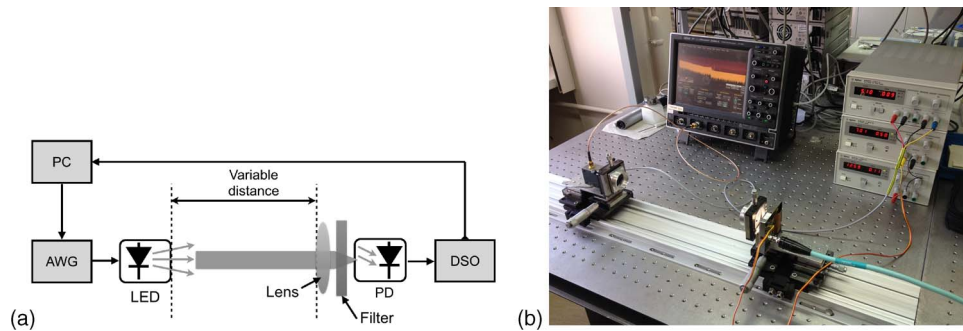 PC
Variable
distance
AWG
LED
Lens
Filter
PD
DSO
(a)
(b)